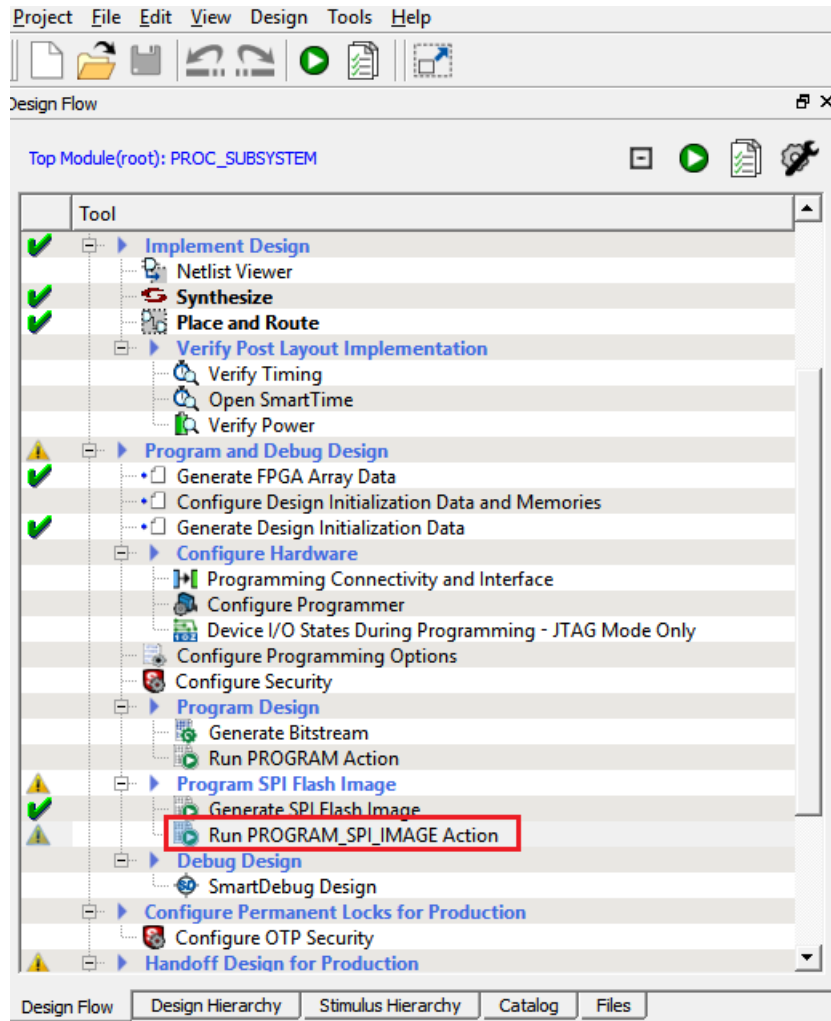 Project File Edit View Design Tools Help
Design Flow
Top Module(root): PROC_SUBSYSTEM
Tool
Implement Design
Netlist Viewer
Synthesize
Place and Route
Verify Post Layout Implementation
Verify Timing
Open SmartTime
Verify Power
Program and Debug Design
Generate FPGA Array Data
Configure Design Initialization Data and Memories
Generate Design Initialization Data
Configure Hardware
Programming Connectivity and Interface
Configure Programmer
Device I/O States During Programming - JTAG Mode Only
Configure Programming Options
Configure Security
Program Design
Generate Bitstream
Run PROGRAM Action
Program SPI Flash Image
Generate SPI Flash Image
Run PROGRAM_SPI_IMAGE Action
Debug Design
SmartDebug Design
Configure Permanent Locks for Production
Configure OTP Security
Handoff Design for Production
Design Flow Design Hierarchy Stimulus Hierarchy Catalog Files